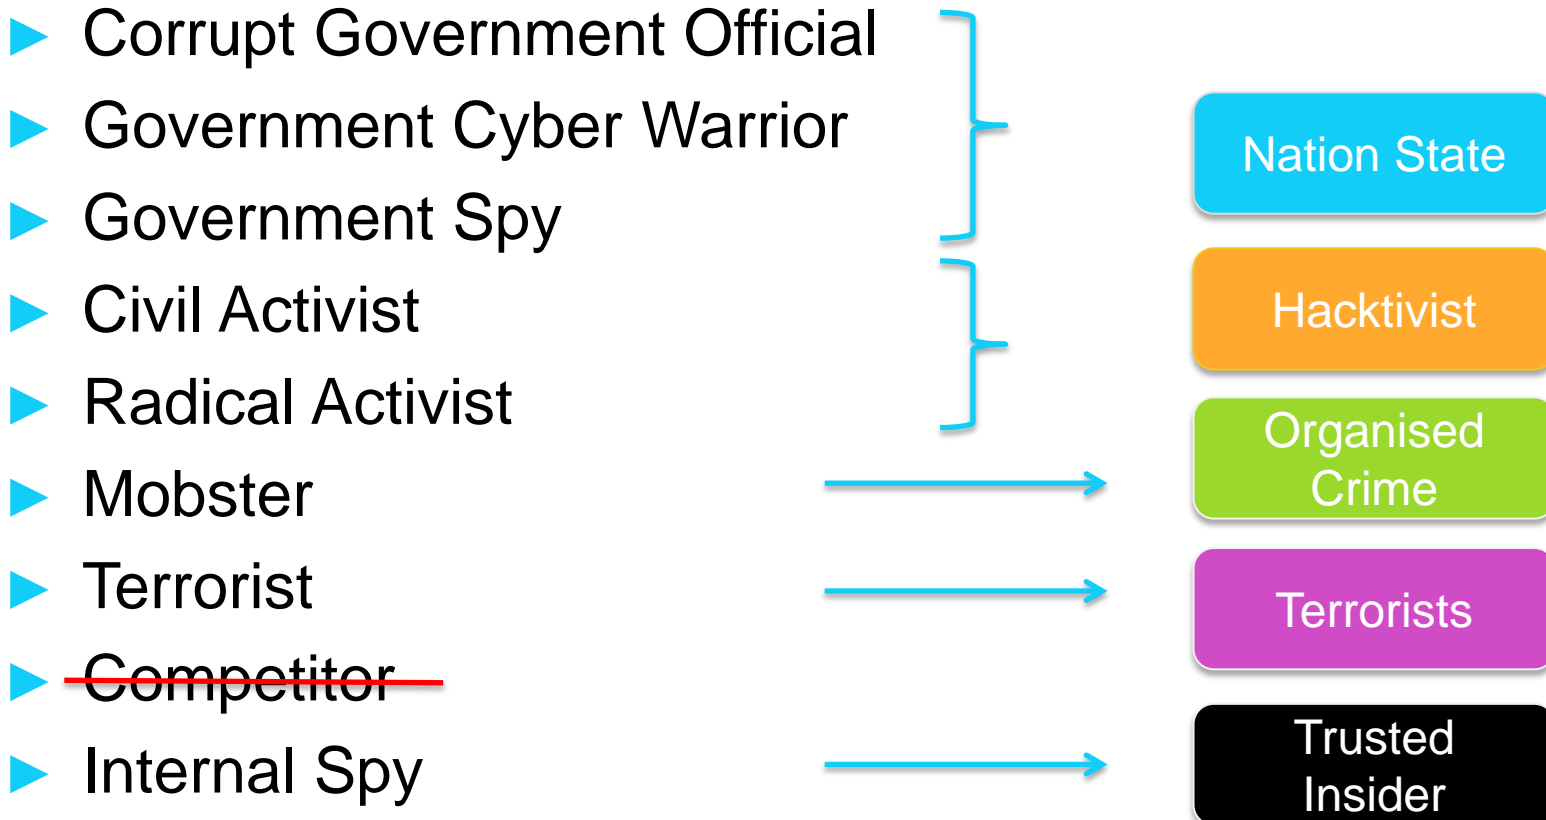 Corrupt Government Official
Government Cyber Warrior
Government Spy
Civil Activist
Radical Activist
Mobster
Terrorist
Competitor
Internal Spy
Nation State
Hacktivist
Organised
Crime
Terrorists
Trusted
Insider